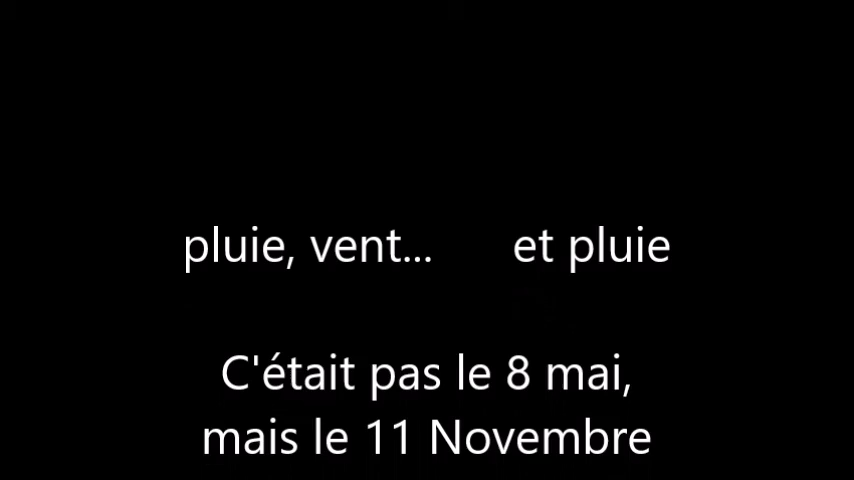 pluie, vent... et pluie
C'était pas le 8 mai,
mais le 11 Novembre